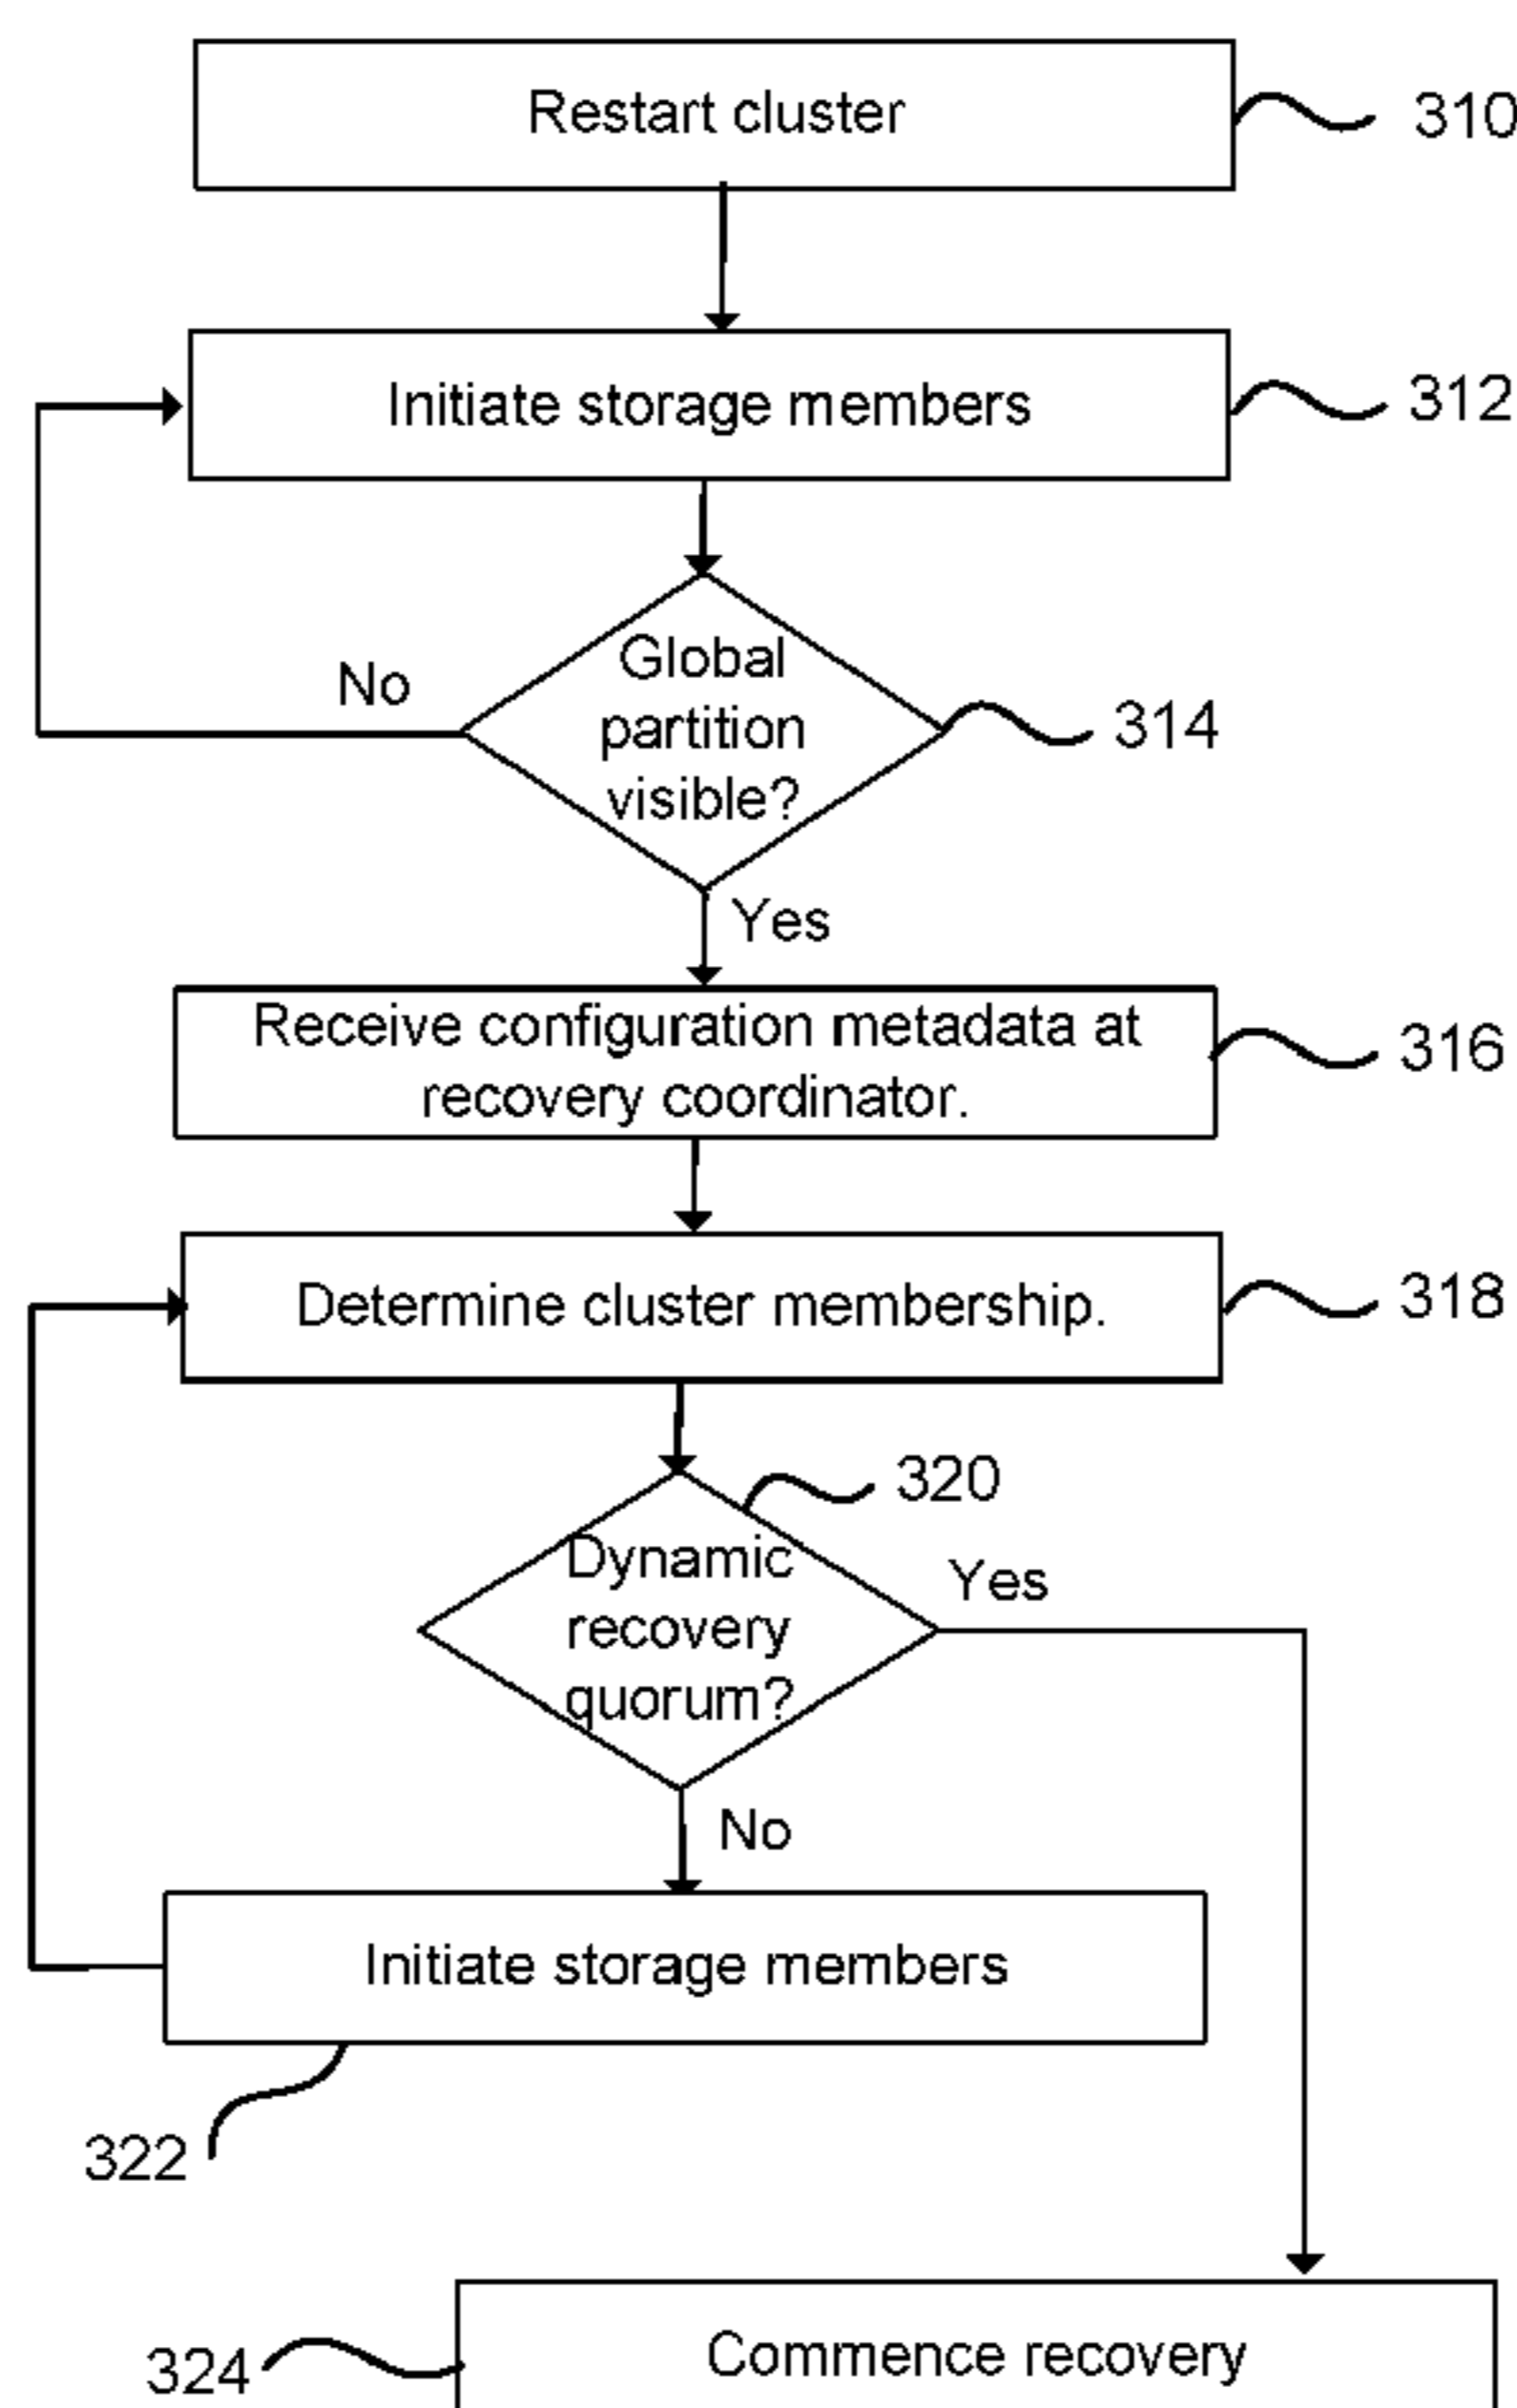 Restart cluster
310
Initiate storage members
312
Global
partition
visible?
No
314
Yes
Receive configuration metadata at
recovery coordinator.
316
Determine cluster membership.
318
320
Dynamic
recovery
quorum?
Yes
No
Initiate storage members
322
Commence recovery
324